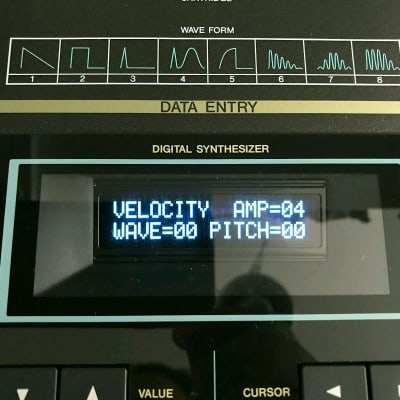 CARTRIDGE
WAVE FORM
1 2 3 4 5 6 7 8
DATA ENTRY
DIGITAL SYNTHESIZER
VELOCITY AMP=04
WAVE=00 PITCH=00
VALUE CURSOR